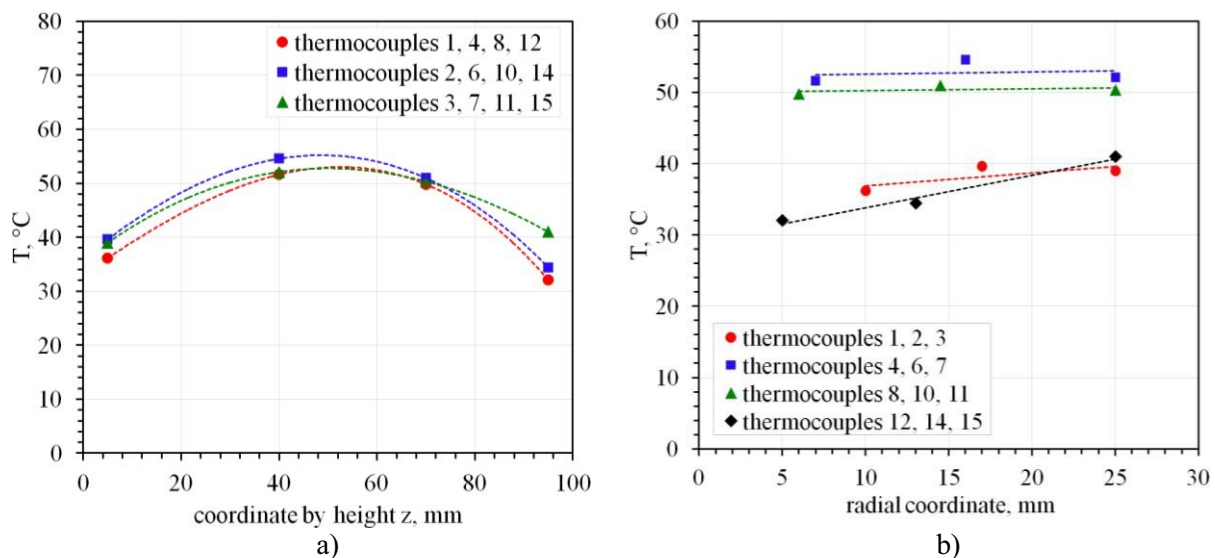 80
70
60
50
40
30
20
10
0
T, °C
thermocouples 1, 4, 8, 12
thermocouples 2, 6, 10, 14
thermocouples 3, 7, 11, 15
0 20 40 60 80 100
coordinate by height z, mm
a)
60
50
40
30
20
10
0
T, °C
thermocouples 1, 2, 3
thermocouples 4, 6, 7
thermocouples 8, 10, 11
thermocouples 12, 14, 15
0 5 10 15 20 25 30
radial coordinate, mm
b)